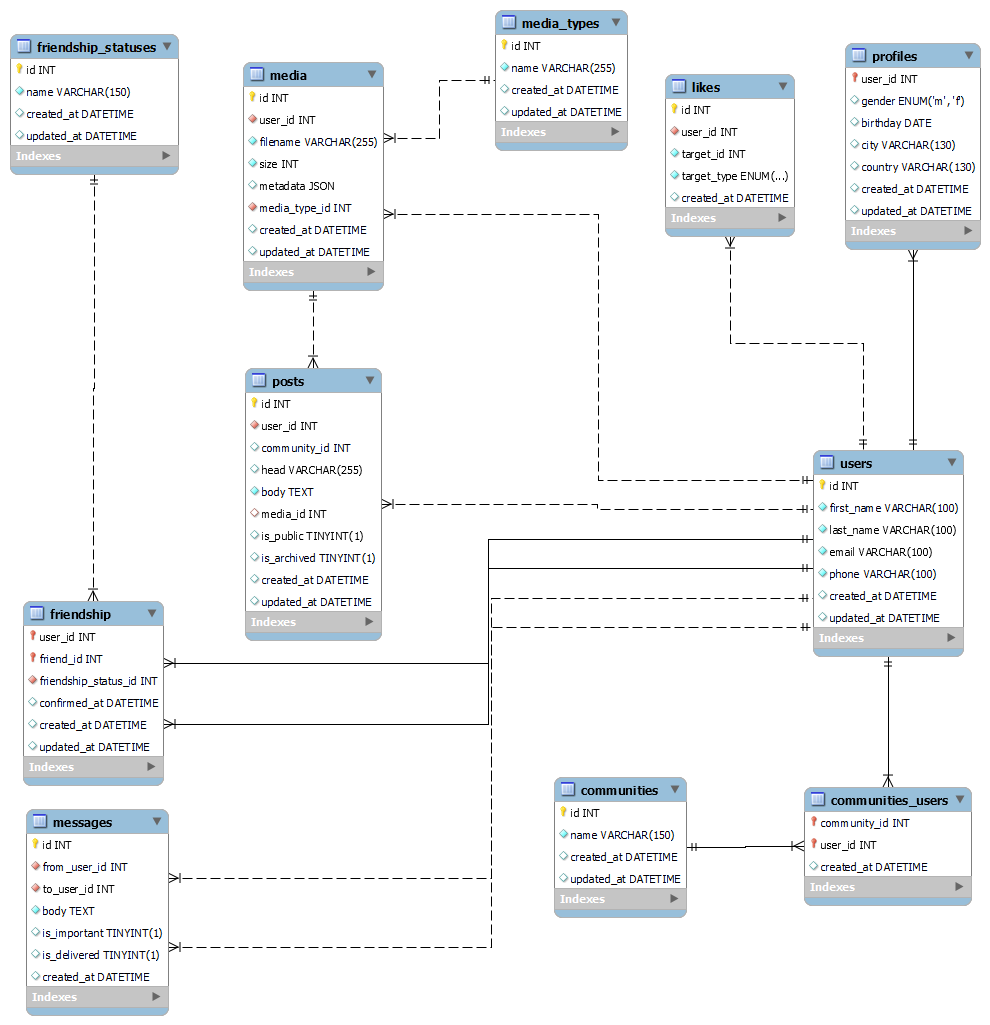 friendship_statuses
id INT
name VARCHAR(150)
created_at DATETIME
updated_at DATETIME
Indexes
media
id INT
user_id INT
filename VARCHAR(255)
size INT
metadata JSON
media_type_id INT
created_at DATETIME
updated_at DATETIME
Indexes
media_types
id INT
name VARCHAR(255)
created_at DATETIME
updated_at DATETIME
Indexes
likes
id INT
user_id INT
target_id INT
target_type ENUM(...)
created_at DATETIME
Indexes
profiles
user_id INT
gender ENUM('m', 'f')
birthday DATE
city VARCHAR(130)
country VARCHAR(130)
created_at DATETIME
updated_at DATETIME
Indexes
posts
id INT
user_id INT
community_id INT
head VARCHAR(255)
body TEXT
media_id INT
is_public TINYINT(1)
is_archived TINYINT(1)
created_at DATETIME
updated_at DATETIME
Indexes
users
id INT
first_name VARCHAR(100)
last_name VARCHAR(100)
email VARCHAR(100)
phone VARCHAR(100)
created_at DATETIME
updated_at DATETIME
Indexes
friendship
user_id INT
friend_id INT
friendship_status_id INT
confirmed_at DATETIME
created_at DATETIME
updated_at DATETIME
Indexes
messages
id INT
from_user_id INT
to_user_id INT
body TEXT
is_important TINYINT(1)
is_delivered TINYINT(1)
created_at DATETIME
Indexes
communities
id INT
name VARCHAR(150)
created_at DATETIME
updated_at DATETIME
Indexes
communities_users
community_id INT
user_id INT
created_at DATETIME
Indexes